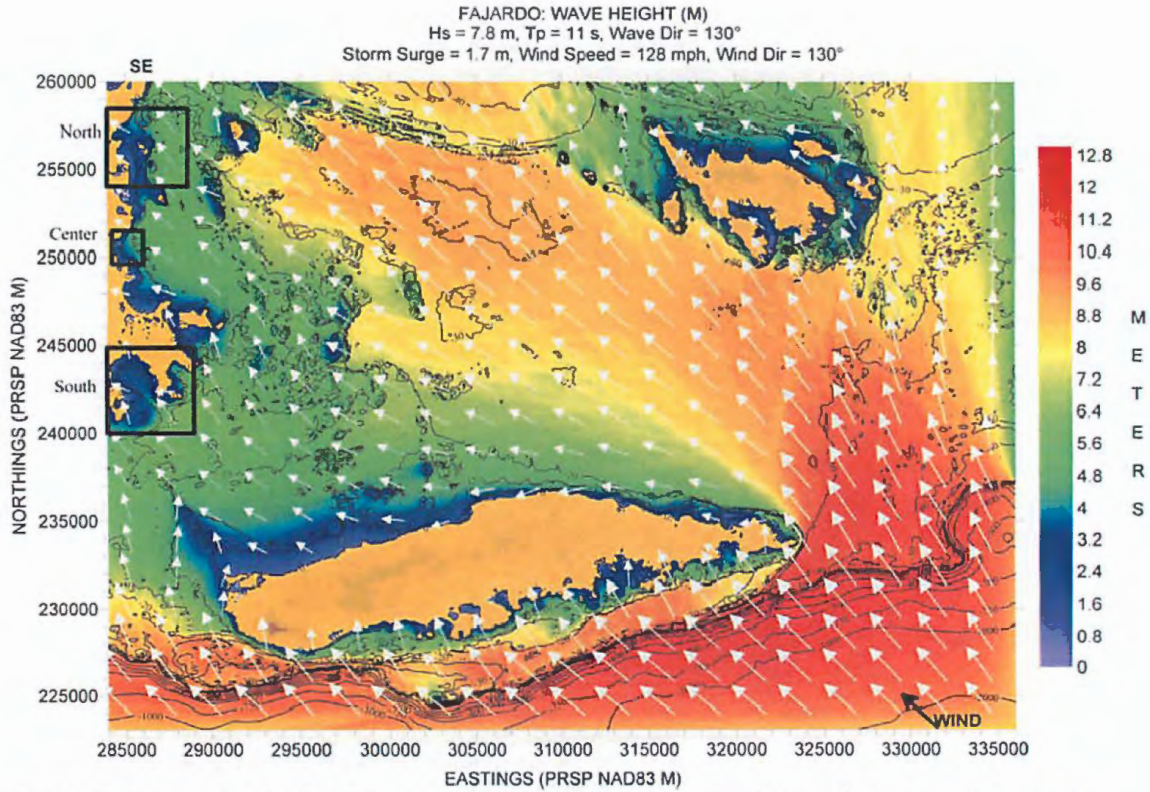 FAJARDO: WAVE HEIGHT (M)
Hs = 7.8 m, Tp = 11 s, Wave Dir = 130°
Storm Surge = 1.7 m, Wind Speed = 128 mph, Wind Dir = 130°
SE
260000
North
255000
Center
250000
245000
South
240000
235000
230000
225000
NORTHINGS (PRSP NAD83 M)
WIND
285000 290000 295000 300000 305000 310000 315000 320000 325000 330000 335000
EASTINGS (PRSP NAD83 M)
12.8
12
11.2
10.4
9.6
8.8
8
7.2
6.4
5.6
4.8
4
3.2
2.4
1.6
0.8
0
METERS